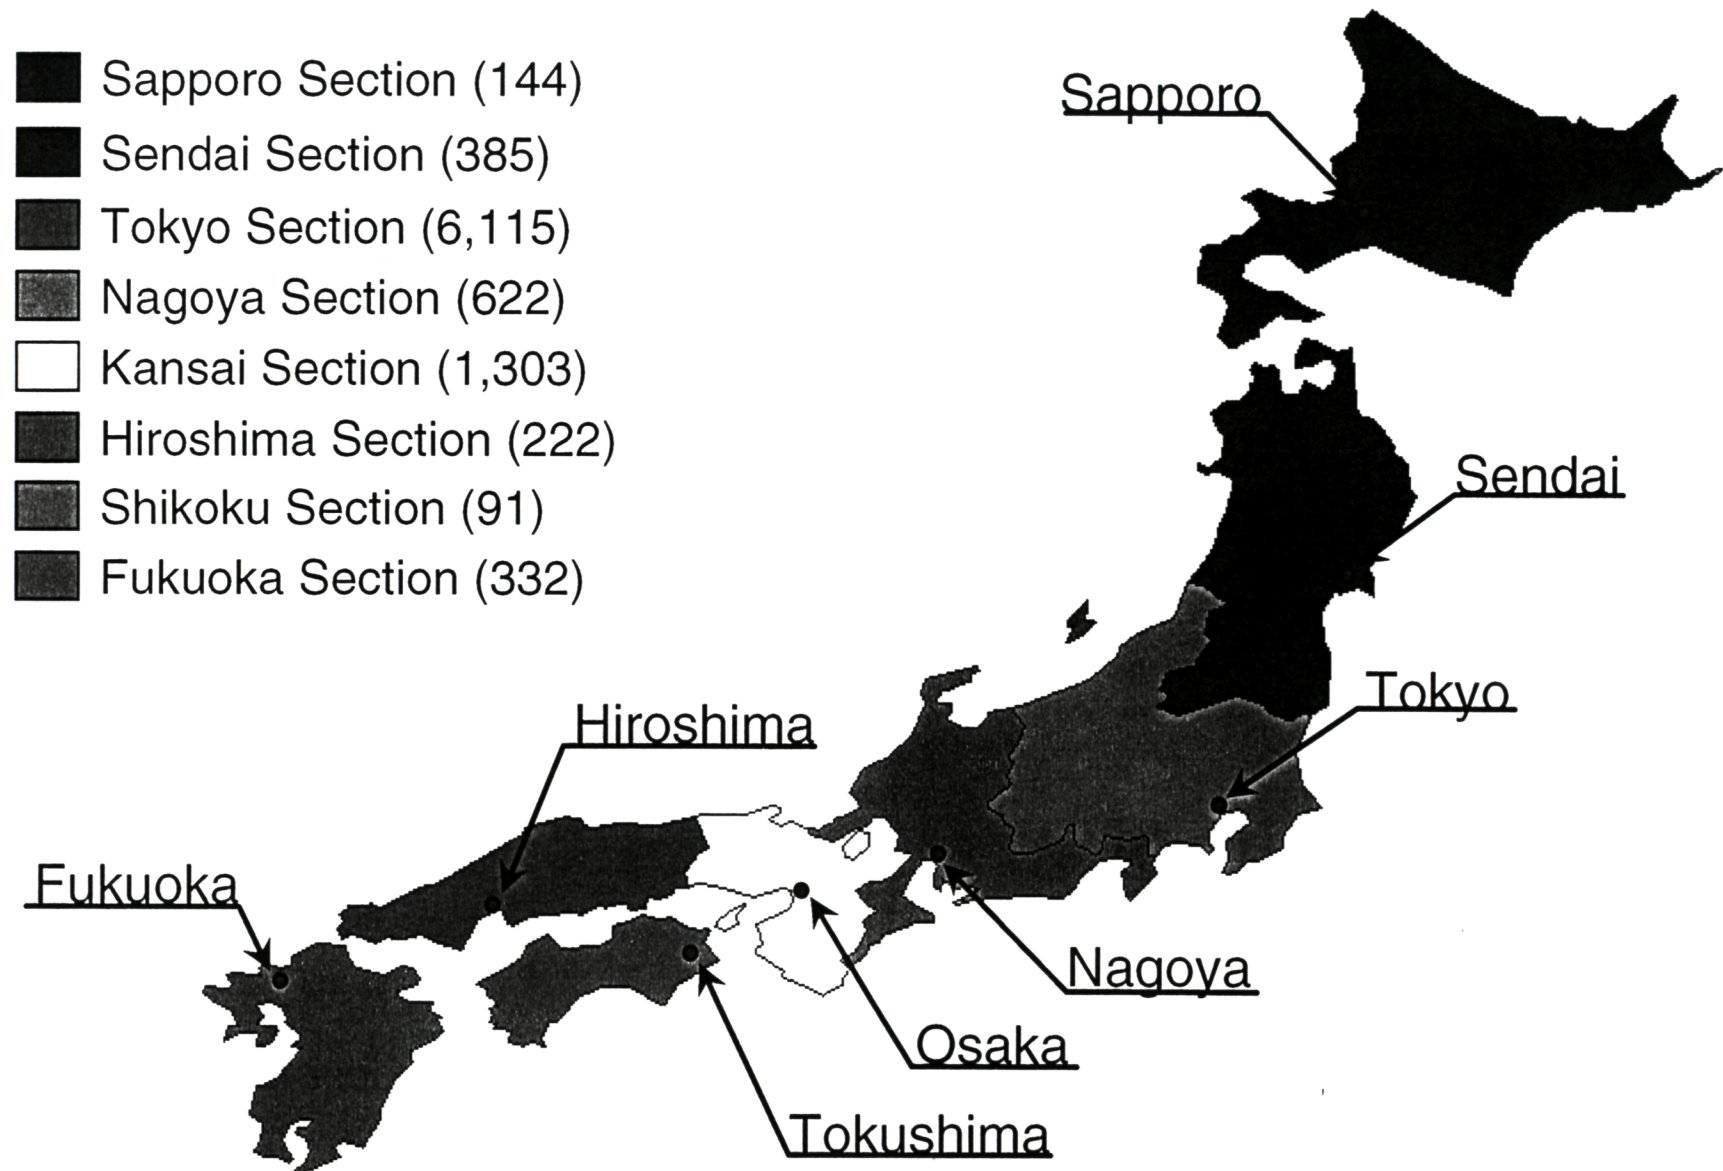 Sapporo Section (144)
Sendai Section (385)
Tokyo Section (6,115)
Nagoya Section (622)
Kansai Section (1,303)
Hiroshima Section (222)
Shikoku Section (91)
Fukuoka Section (332)
Sapporo
Sendai
Tokyo
Hiroshima
Fukuoka
Nagoya
Osaka
Tokushima